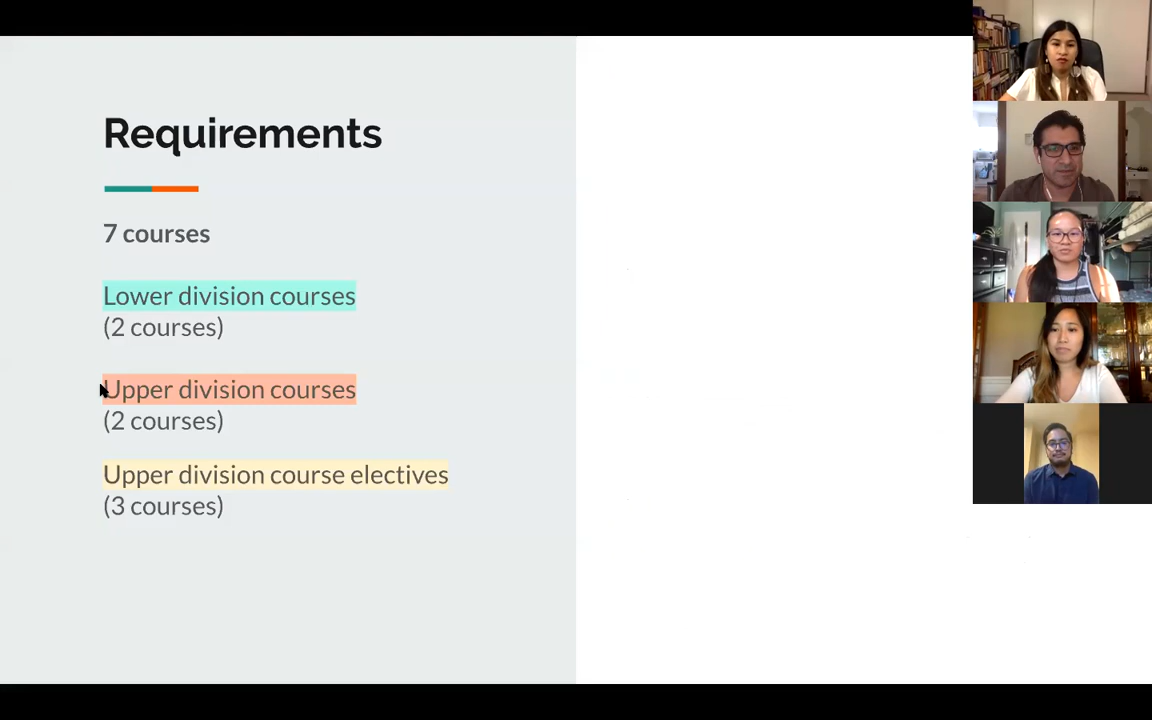 Requirements
7 courses
Lower division courses
(2 courses)
Upper division courses
(2 courses)
Upper division course electives
(3 courses)